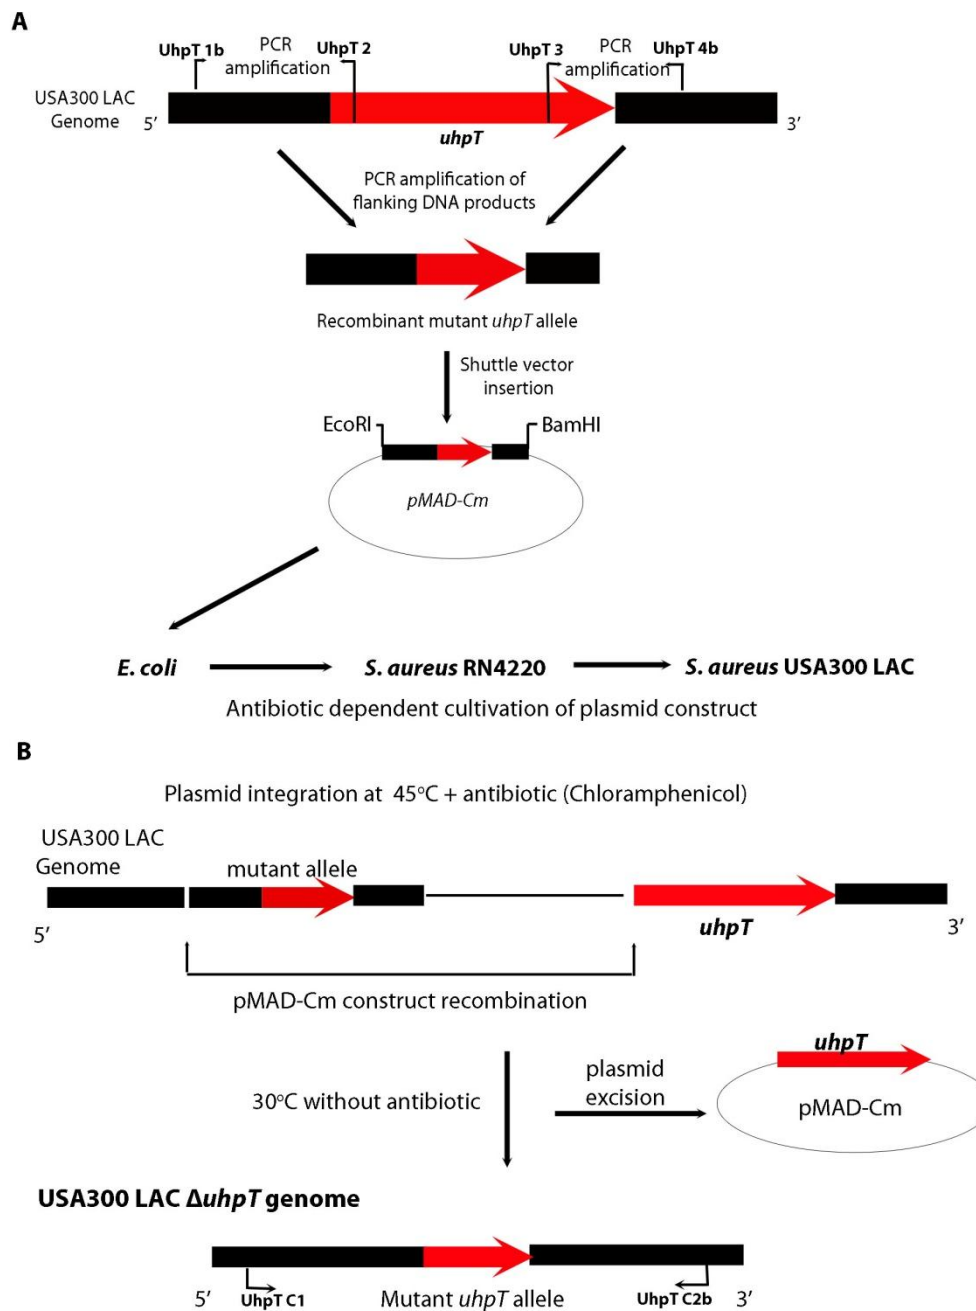 A
UhpT 1b
PCR
amplification
UhpT 2
UhpT 3
PCR
amplification
UhpT 4b
USA300 LAC
Genome
5’
3’
uhpT
PCR amplification of
flanking DNA products
Recombinant mutant uhpT allele
Shuttle vector
insertion
EcoRI
BamHI
pMAD-Cm
E. coli
S. aureus RN4220
S. aureus USA300 LAC
Antibiotic dependent cultivation of plasmid construct
B
Plasmid integration at 45°C + antibiotic (Chloramphenicol)
USA300 LAC
Genome
mutant allele
5’
uhpT
3’
pMAD-Cm construct recombination
30°C without antibiotic
plasmid
excision
uhpT
pMAD-Cm
USA300 LAC ΔuhpT genome
5’
UhpT C1
Mutant uhpT allele
UhpT C2b
3’